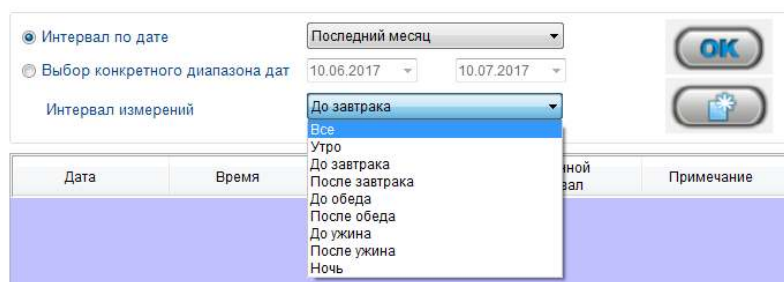 Интервал по дате
Последний месяц
OK
Выбор конкретного диапазона дат
10.06.2017
10.07.2017
Интервал измерений
До завтрака
Все
Утро
До завтрака
После завтрака
До обеда
После обеда
До ужина
После ужина
Ночь
Дата
Время
Примечание